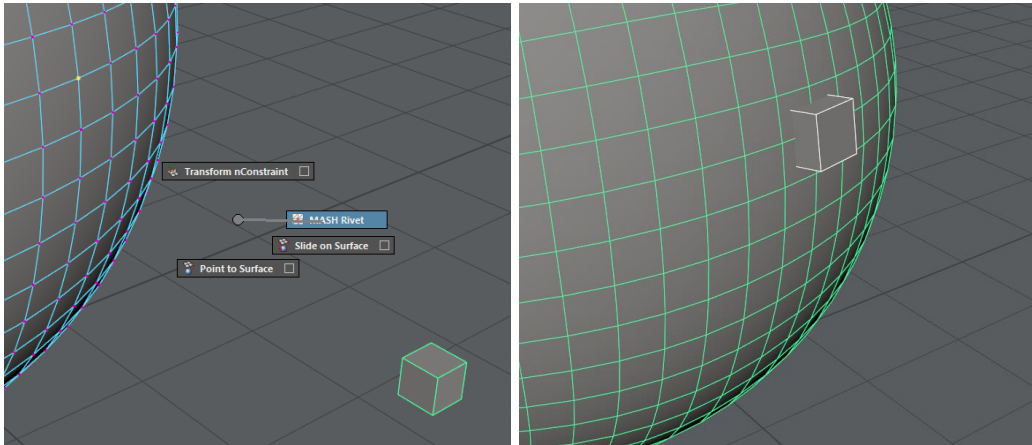 Transform nConstraint
MASH Rivet
Slide on Surface
Point to Surface